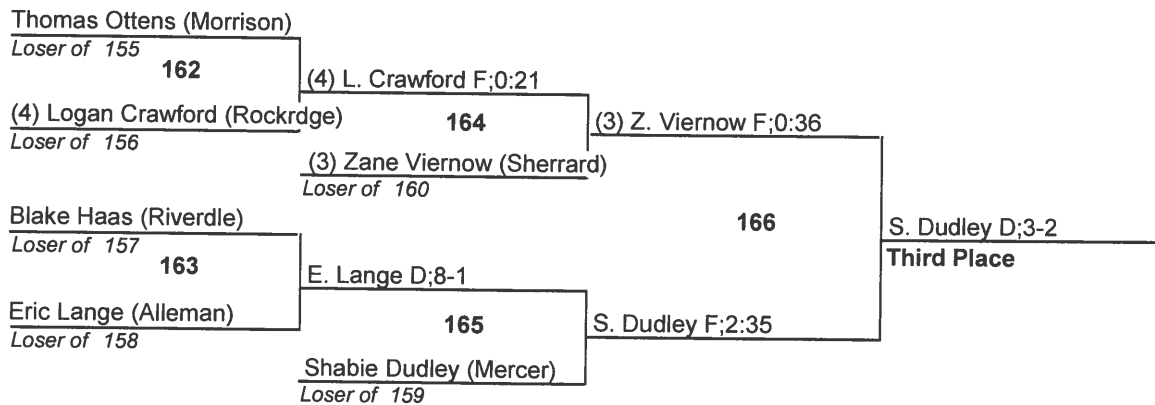 Thomas Ottens (Morrison)
Loser of 155
162
(4) L. Crawford F;0:21
(4) Logan Crawford (Rockrdge)
Loser of 156
164
(3) Z. Viernow F;0:36
(3) Zane Viernow (Sherrard)
Loser of 160
Blake Haas (Riverdle)
Loser of 157
166
S. Dudley D;3-2
Third Place
163
E. Lange D;8-1
Eric Lange (Alleman)
Loser of 158
165
S. Dudley F;2:35
Shabie Dudley (Mercer)
Loser of 159